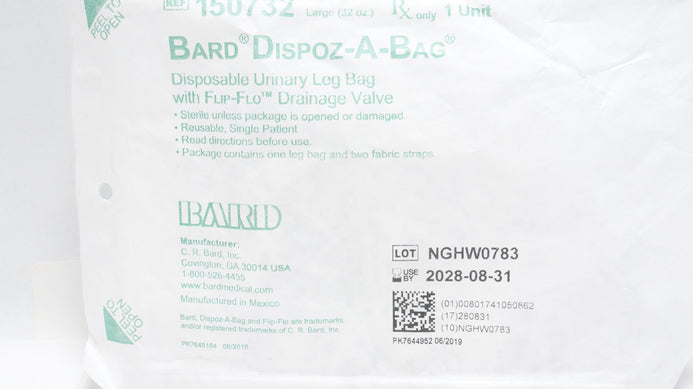 PEEL TO
OPEN
REF 150732 Large (32 oz.) Rx only 1 Unit
BARD® DISPOZ-A-BAG®
Disposable Urinary Leg Bag
with FLIP-FLO™ Drainage Valve
• Sterile unless package is opened or damaged.
• Reusable, Single Patient
• Read directions before use.
• Package contains one leg bag and two fabric straps.
BARD
Manufacturer:
C. R. Bard, Inc.
Covington, GA 30014 USA
1-800-526-4455
www.bardmedical.com
Manufactured in Mexico
Bard, Dispoz-A-Bag and Flip-Flo are trademarks
and/or registered trademarks of C. R. Bard, Inc.
PK7645164 06/2018
LOT NGHW0783
USE BY 2028-08-31
(01)00801741050862
(17)280831
(10)NGHW0783
PK7644952 06/2019
PEEL TO
OPEN